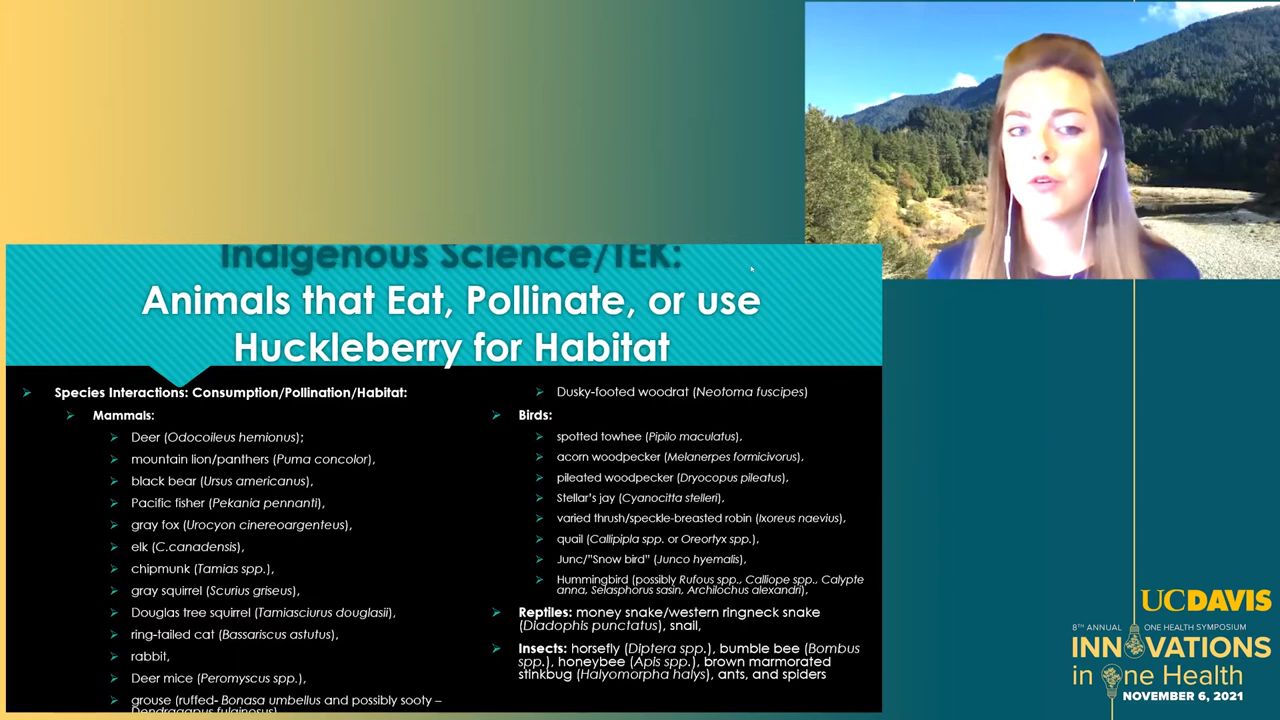 Indigenous Science/TEK:
Animals that Eat, Pollinate, or use
Huckleberry for Habitat
Species Interactions: Consumption/Pollination/Habitat:
Mammals:
Deer (Odocoileus hemionus);
mountain lion/panthers (Puma concolor),
black bear (Ursus americanus),
Pacific fisher (Pekania pennanti),
gray fox (Urocyon cinereoargenteus),
elk (C.canadensis),
chipmunk (Tamias spp.),
gray squirrel (Scurius griseus),
Douglas tree squirrel (Tamiasciurus douglasii),
ring-tailed cat (Bassariscus astutus),
rabbit,
Deer mice (Peromyscus spp.),
grouse (ruffed- Bonasa umbellus and possibly sooty –
Dendragapus fulginosus)
Dusky-footed woodrat (Neotoma fuscipes)
Birds:
spotted towhee (Pipilo maculatus),
acorn woodpecker (Melanerpes formicivorus),
pileated woodpecker (Dryocopus pileatus),
Stellar's jay (Cyanocitta stelleri),
varied thrush/speckle-breasted robin (Ixoreus naevius),
quail (Callipipla spp. or Oreortyx spp.),
Junc/"Snow bird" (Junco hyemalis),
Hummingbird (possibly Rufous spp., Calliope spp., Calypte
anna, Selasphorus sasin, Archilochus alexandri),
Reptiles: money snake/western ringneck snake
(Diadophis punctatus), snail,
Insects: horsefly (Diptera spp.), bumble bee (Bombus
spp.), honeybee (Apis spp.), brown marmorated
stinkbug (Halyomorpha halys), ants, and spiders
UCDAVIS
8TH ANNUAL ONE HEALTH SYMPOSIUM
INNOVATIONS
in One Health
NOVEMBER 6, 2021